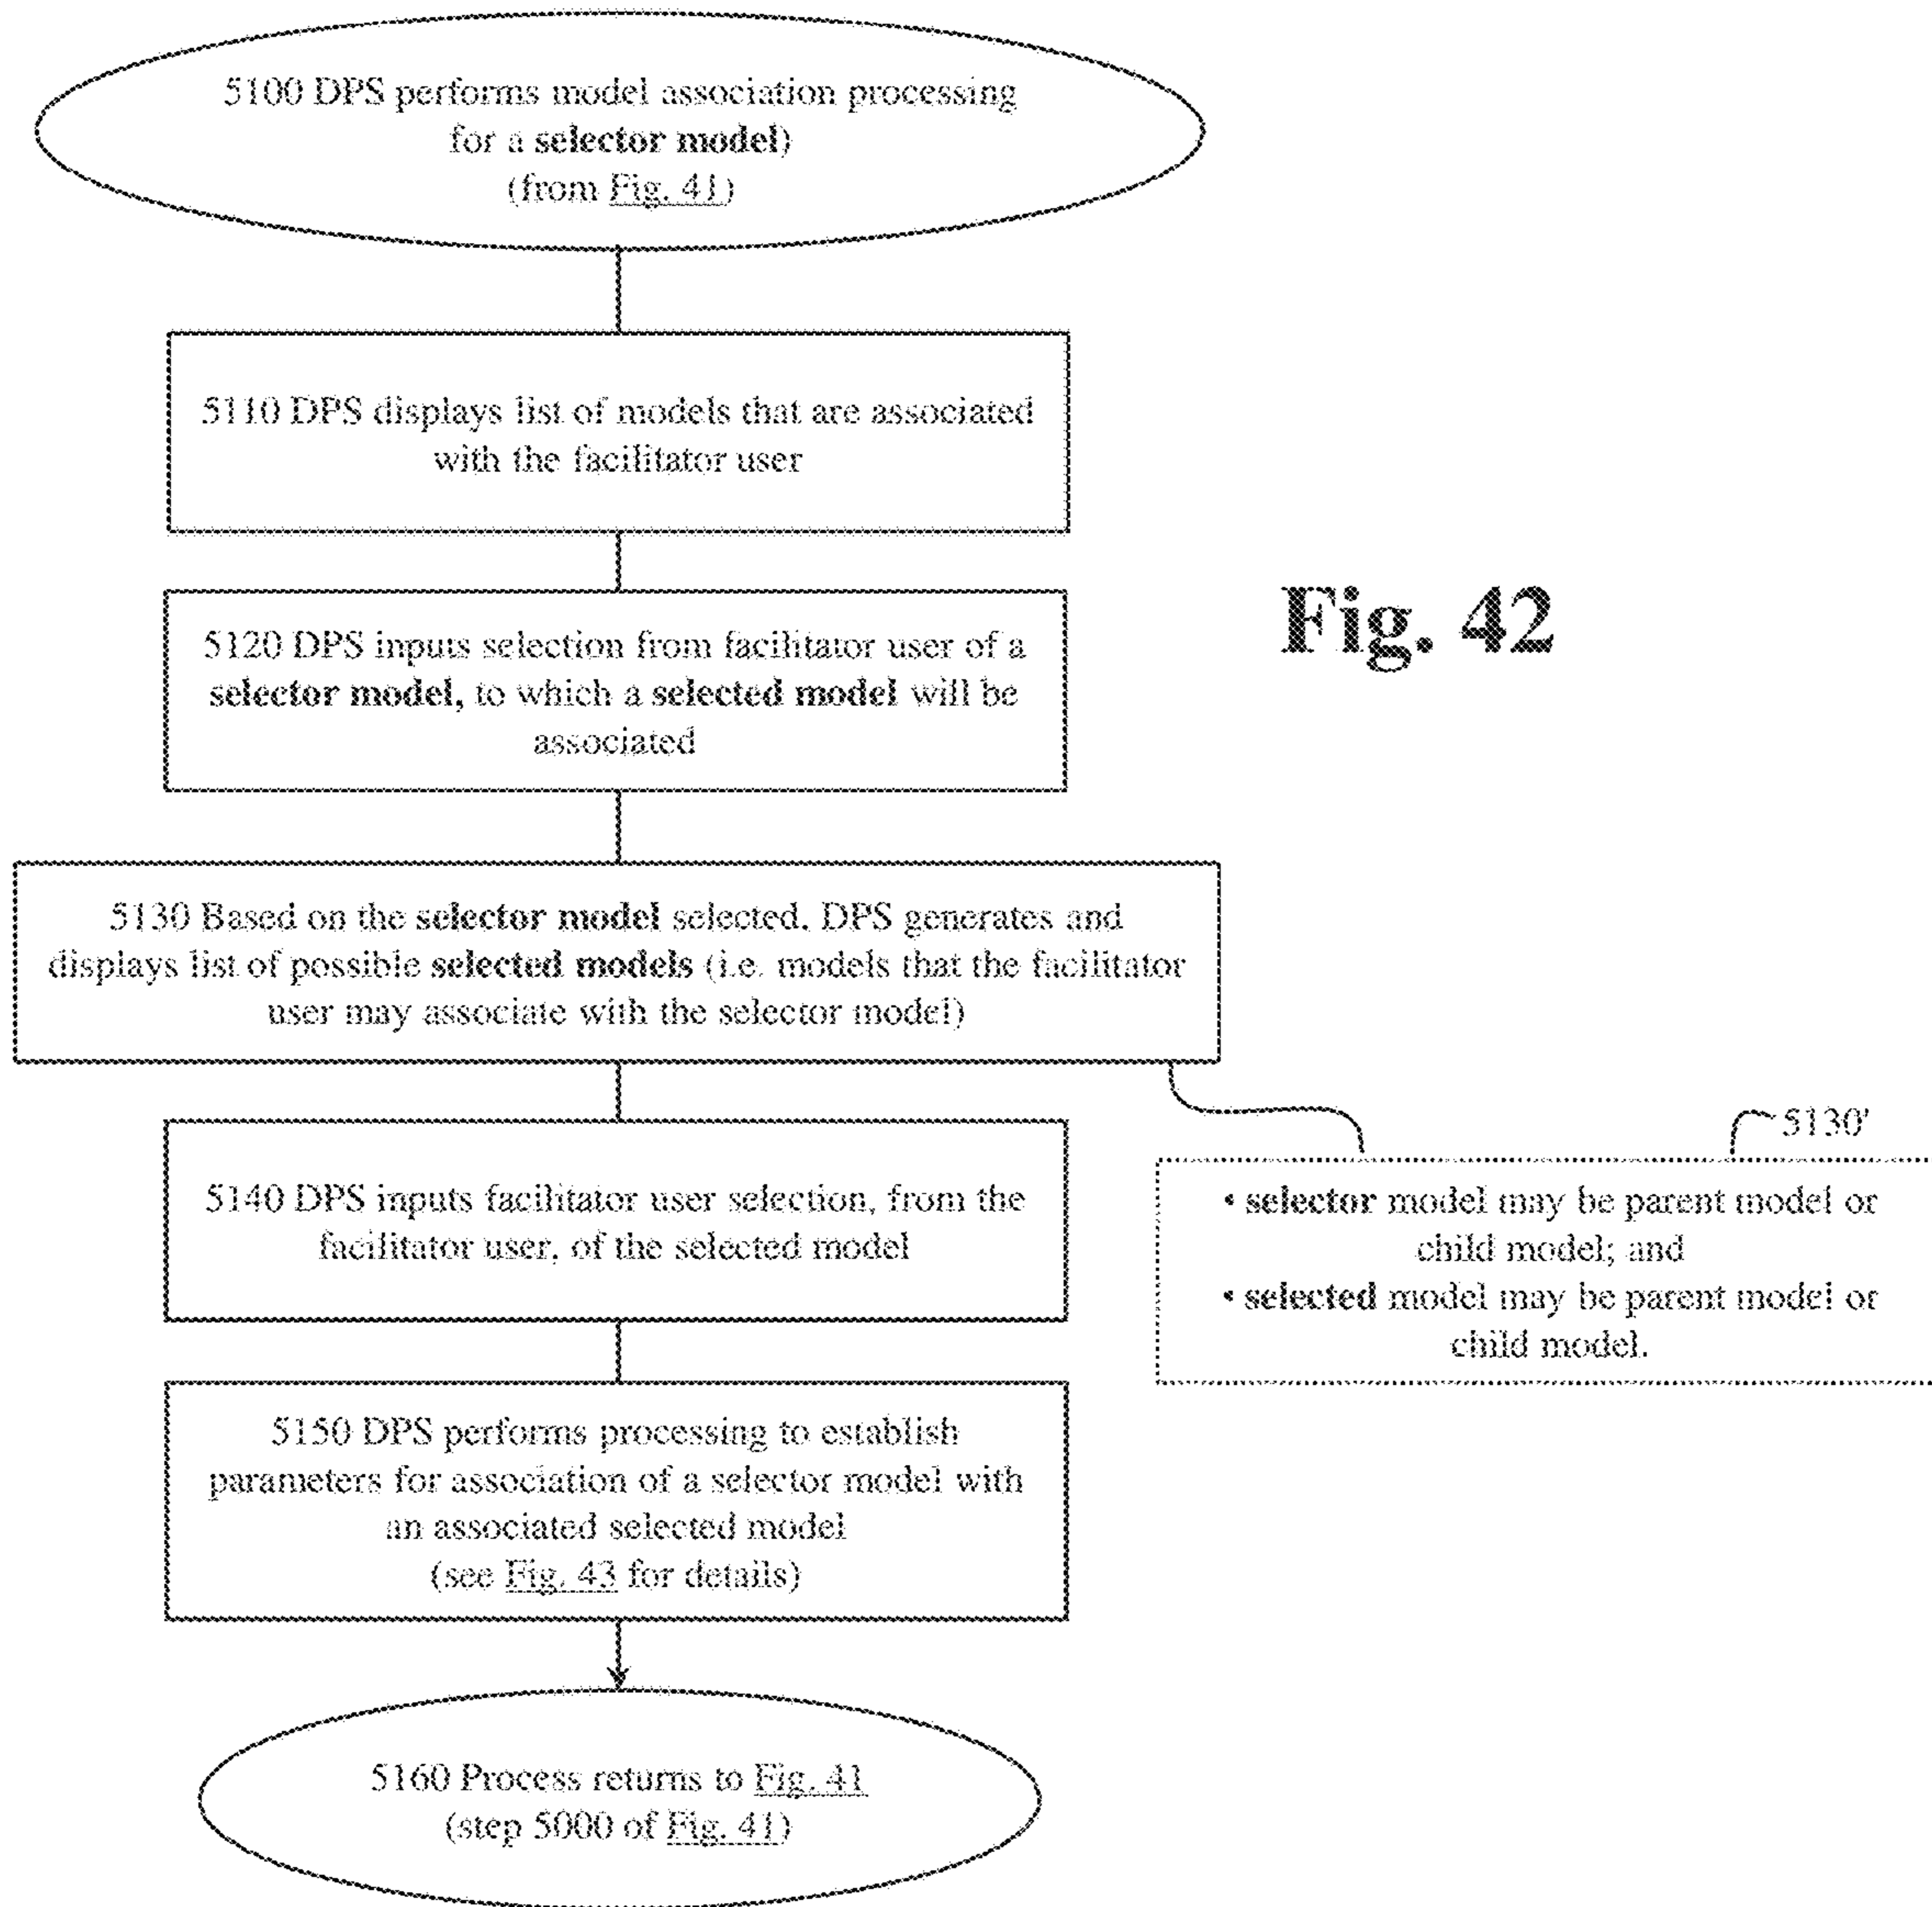 5100 DPS performs model association processing
for a selector model)
(from Fig. 41)
5110 DPS displays list of models that are associated
with the facilitator user
Fig. 42
5120 DPS inputs selection from facilitator user of a
selector model, to which a selected model will be
associated
5130 Based on the selector model selected, DPS generates and
displays list of possible selected models (i.e. models that the facilitator
user may associate with the selector model)
5130'
• selector model may be parent model or
child model; and
• selected model may be parent model or
child model.
5140 DPS inputs facilitator user selection, from the
facilitator user, of the selected model
5150 DPS performs processing to establish
parameters for association of a selector model with
an associated selected model
(see Fig. 43 for details)
5160 Process returns to Fig. 41
(step 5000 of Fig. 41)